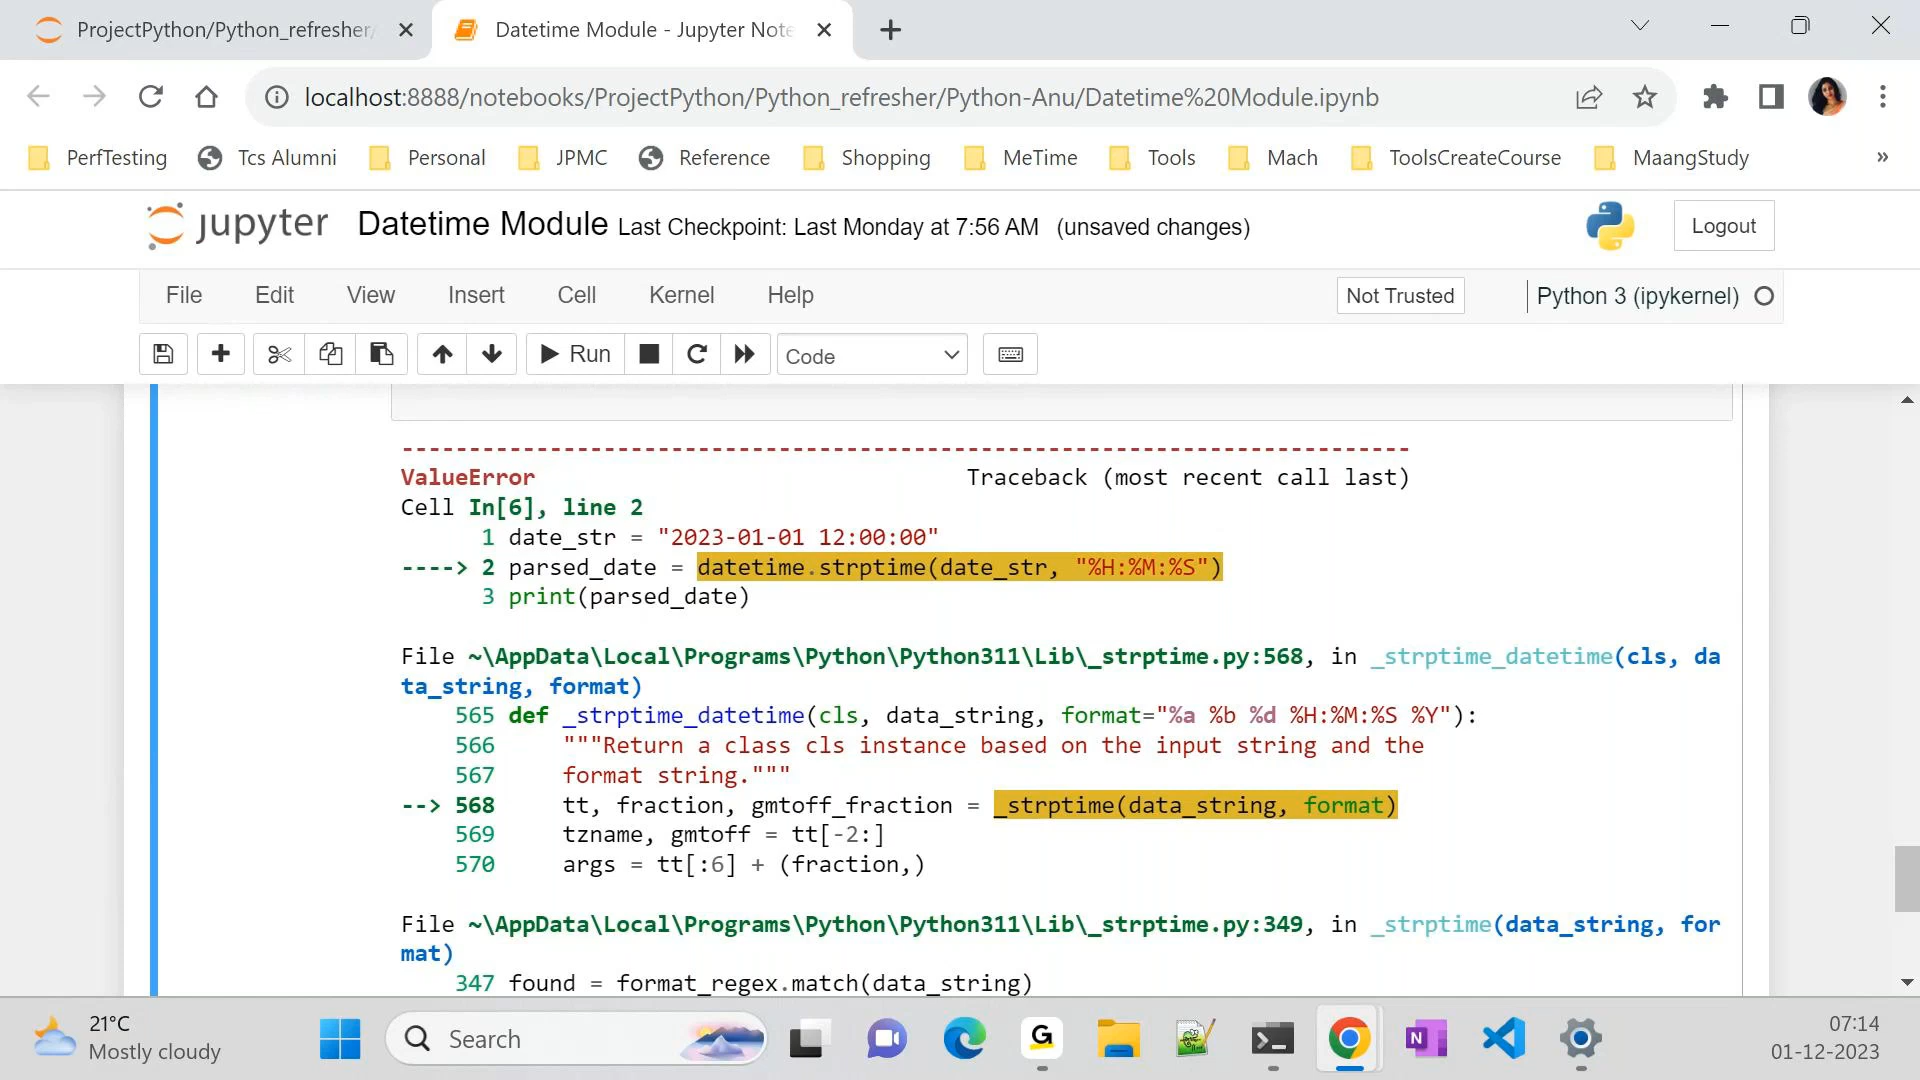 ProjectPython/Python_refresher/
Datetime Module - Jupyter Note
localhost:8888/notebooks/ProjectPython/Python_refresher/Python-Anu/Datetime%20Module.ipynb
PerfTesting Tcs Alumni Personal JPMC Reference Shopping MeTime Tools Mach ToolsCreateCourse MaangStudy »
jupyter Datetime Module Last Checkpoint: Last Monday at 7:56 AM (unsaved changes)
Logout
File Edit View Insert Cell Kernel Help
Not Trusted
Python 3 (ipykernel)
Run
Code
---------------------------------------------------------------------------
ValueError Traceback (most recent call last)
Cell In[6], line 2
1 date_str = "2023-01-01 12:00:00"
----> 2 parsed_date = datetime.strptime(date_str, "%H:%M:%S")
3 print(parsed_date)
File ~\AppData\Local\Programs\Python\Python311\Lib\_strptime.py:568, in _strptime_datetime(cls, da
ta_string, format)
565 def _strptime_datetime(cls, data_string, format="%a %b %d %H:%M:%S %Y"):
566 """Return a class cls instance based on the input string and the
567 format string."""
--> 568 tt, fraction, gmtoff_fraction = _strptime(data_string, format)
569 tzname, gmtoff = tt[-2:]
570 args = tt[:6] + (fraction,)
File ~\AppData\Local\Programs\Python\Python311\Lib\_strptime.py:349, in _strptime(data_string, for
mat)
347 found = format_regex.match(data_string)
21°C
Mostly cloudy
Search
07:14
01-12-2023